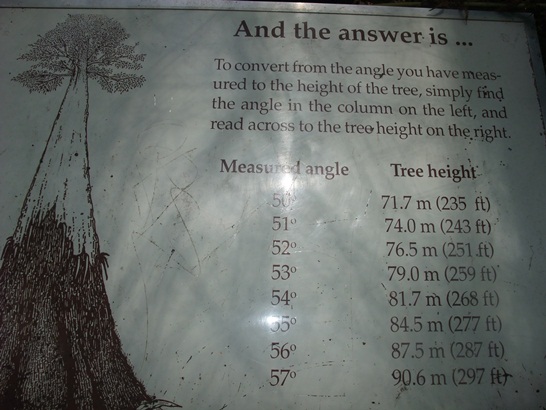 And the answer is ...
To convert from the angle you have meas-
ured to the height of the tree, simply find
the angle in the column on the left, and
read across to the tree height on the right.
Measured angle Tree height
50° 71.7 m (235 ft)
51° 74.0 m (243 ft)
52° 76.5 m (251 ft)
53° 79.0 m (259 ft)
54° 81.7 m (268 ft)
55° 84.5 m (277 ft)
56° 87.5 m (287 ft)
57° 90.6 m (297 ft)